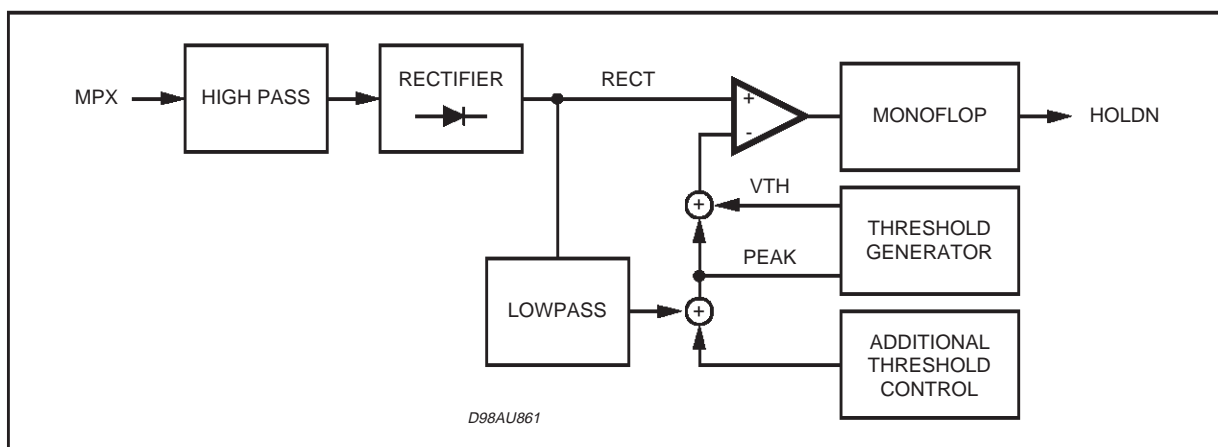 MPX
HIGH PASS
RECTIFIER
RECT
+
-
MONOFLOP
HOLDN
VTH
+
THRESHOLD
GENERATOR
PEAK
LOWPASS
+
ADDITIONAL
THRESHOLD
CONTROL
D98AU861